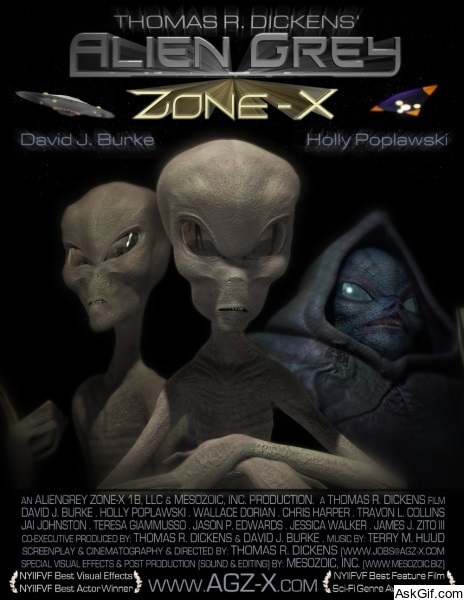 THOMAS R. DICKENS'
ALIEN GREY
ZONE-X
David J. Burke
Holly Poplawski
AN ALIENGREY ZONE-X 1B, LLC & MESOZOIC, INC. PRODUCTION. A THOMAS R. DICKENS FILM
DAVID J. BURKE . HOLLY POPLAWSKI . WALLACE DORIAN . CHRIS HARPER . TRAVON L. COLLINS
JAI JOHNSTON . TERESA GIAMMUSSO . JASON P. EDWARDS . JESSICA WALKER . JAMES J. ZITO III
CO-EXECUTIVE PRODUCED BY: THOMAS R. DICKENS & DAVID J. BURKE . MUSIC BY: TERRY M. HUUD
SCREENPLAY & CINEMATOGRAPHY & DIRECTED BY: THOMAS R. DICKENS [WWW.JOBS@AGZ-X.COM
SPECIAL VISUAL EFFECTS & POST PRODUCTION [SOUND & EDITING] BY: MESOZOIC, INC. [WWW.MESOZOIC.BIZ]
NYIIFVF Best Visual Effects
NYIIFVF Best Actor Winner
WWW.AGZ-X.COM
NYIIFVF Best Feature Film
Sci-Fi Genre
AskGif.com